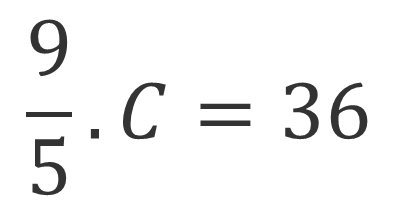 9/5 . C = 36